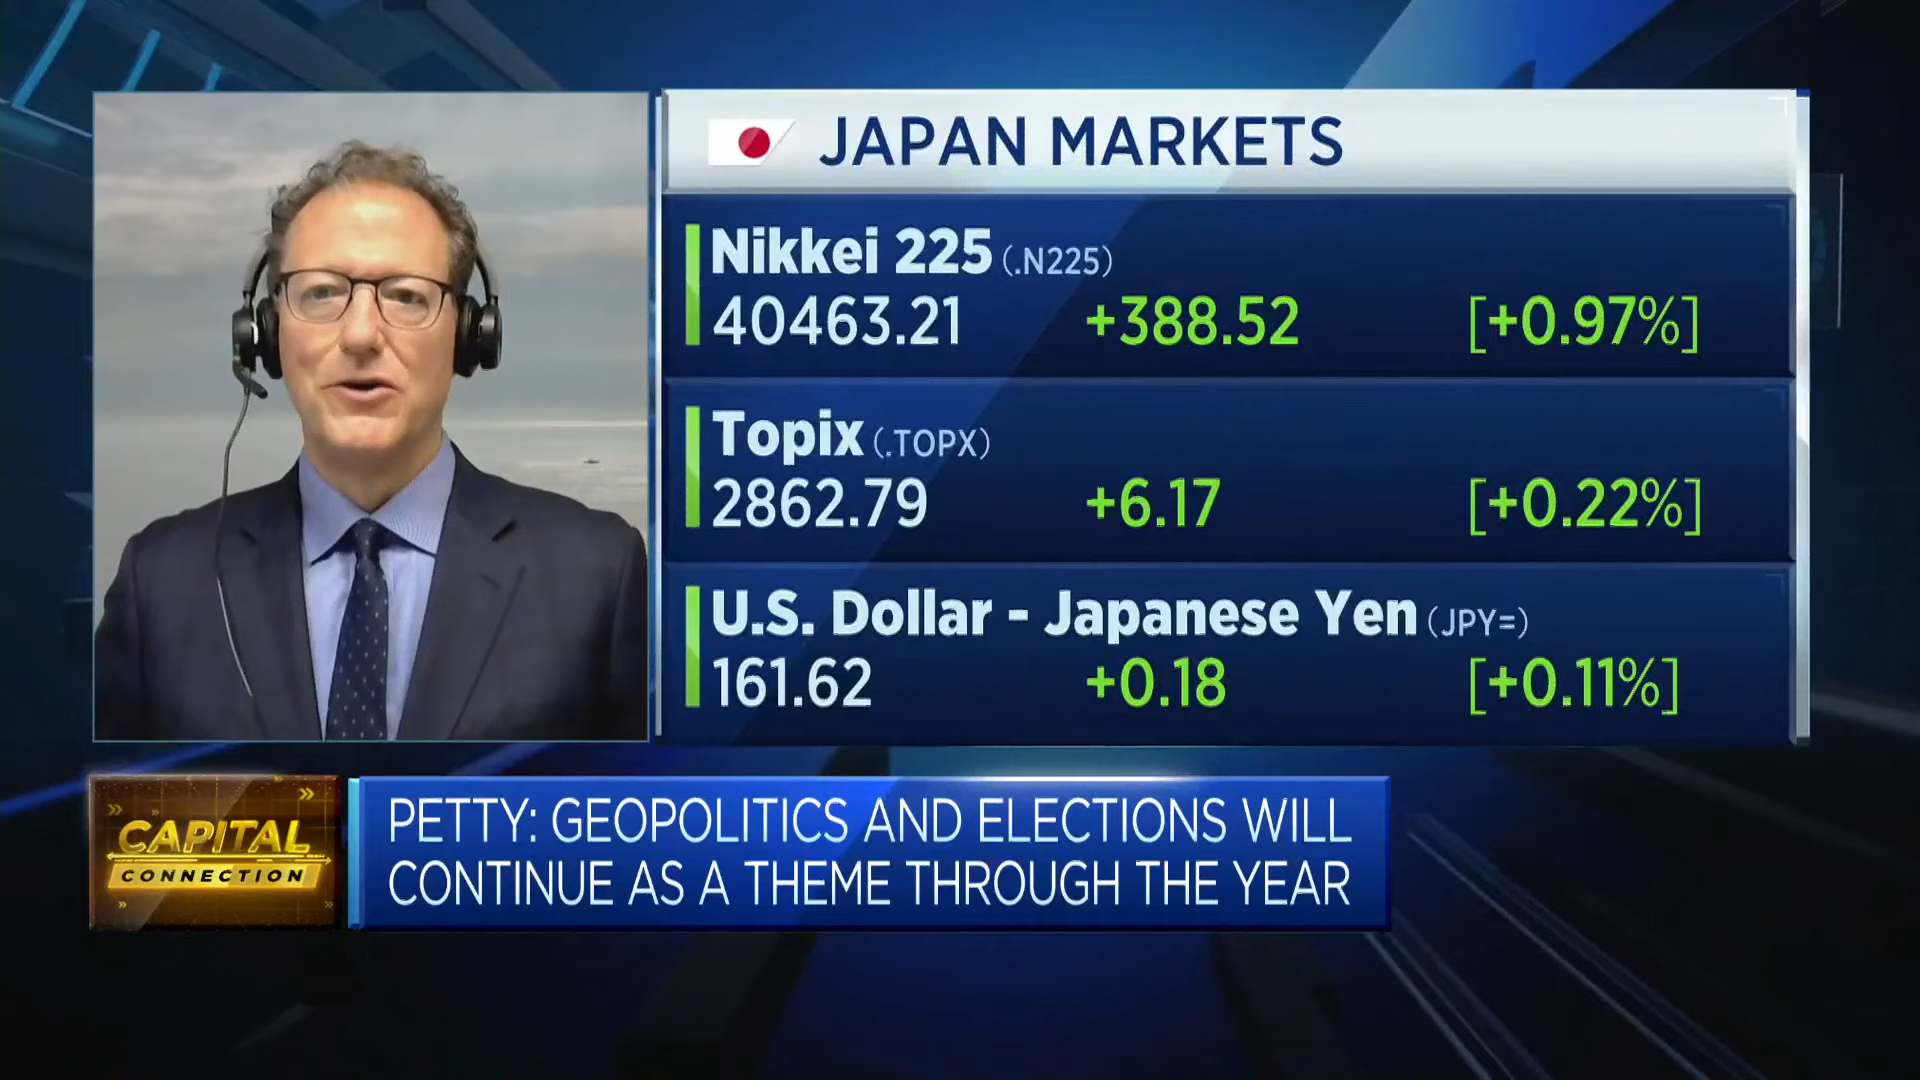 JAPAN MARKETS
Nikkei 225 (.N225)
40463.21 +388.52 [+0.97%]
Topix (.TOPX)
2862.79 +6.17 [+0.22%]
U.S. Dollar - Japanese Yen (JPY=)
161.62 +0.18 [+0.11%]
CAPITAL
CONNECTION
PETTY: GEOPOLITICS AND ELECTIONS WILL
CONTINUE AS A THEME THROUGH THE YEAR